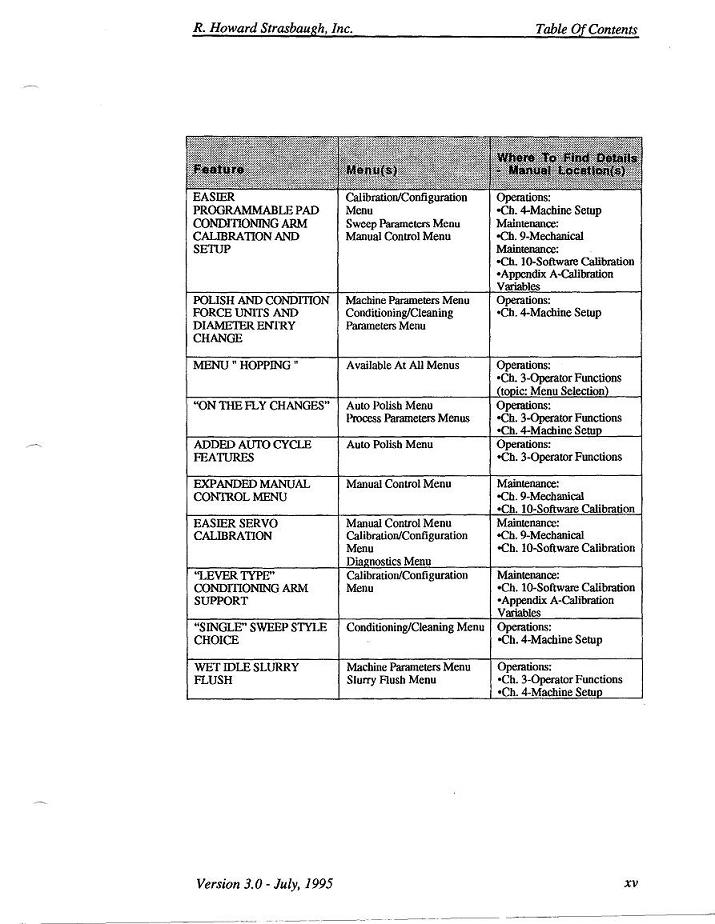 R. Howard Strasbaugh, Inc. Table Of Contents
Feature Menu(s) Where To Find Details - Manual Location(s)
EASIER
PROGRAMMABLE PAD
CONDITIONING ARM
CALIBRATION AND
SETUP
Calibration/Configuration
Menu
Sweep Parameters Menu
Manual Control Menu
Operations:
•Ch. 4-Machine Setup
Maintenance:
•Ch. 9-Mechanical
Maintenance:
•Ch. 10-Software Calibration
•Appendix A-Calibration
Variables
POLISH AND CONDITION
FORCE UNITS AND
DIAMETER ENTRY
CHANGE
Machine Parameters Menu
Conditioning/Cleaning
Parameters Menu
Operations:
•Ch. 4-Machine Setup
MENU " HOPPING "
Available At All Menus
Operations:
•Ch. 3-Operator Functions
(topic: Menu Selection)
“ON THE FLY CHANGES”
Auto Polish Menu
Process Parameters Menus
Operations:
•Ch. 3-Operator Functions
•Ch. 4-Machine Setup
ADDED AUTO CYCLE
FEATURES
Auto Polish Menu
Operations:
•Ch. 3-Operator Functions
EXPANDED MANUAL
CONTROL MENU
Manual Control Menu
Maintenance:
•Ch. 9-Mechanical
•Ch. 10-Software Calibration
EASIER SERVO
CALIBRATION
Manual Control Menu
Calibration/Configuration
Menu
Diagnostics Menu
Maintenance:
•Ch. 9-Mechanical
•Ch. 10-Software Calibration
“LEVER TYPE”
CONDITIONING ARM
SUPPORT
Calibration/Configuration
Menu
Maintenance:
•Ch. 10-Software Calibration
•Appendix A-Calibration
Variables
“SINGLE” SWEEP STYLE
CHOICE
Conditioning/Cleaning Menu
Operations:
•Ch. 4-Machine Setup
WET IDLE SLURRY
FLUSH
Machine Parameters Menu
Slurry Flush Menu
Operations:
•Ch. 3-Operator Functions
•Ch. 4-Machine Setup
Version 3.0 - July, 1995 xv